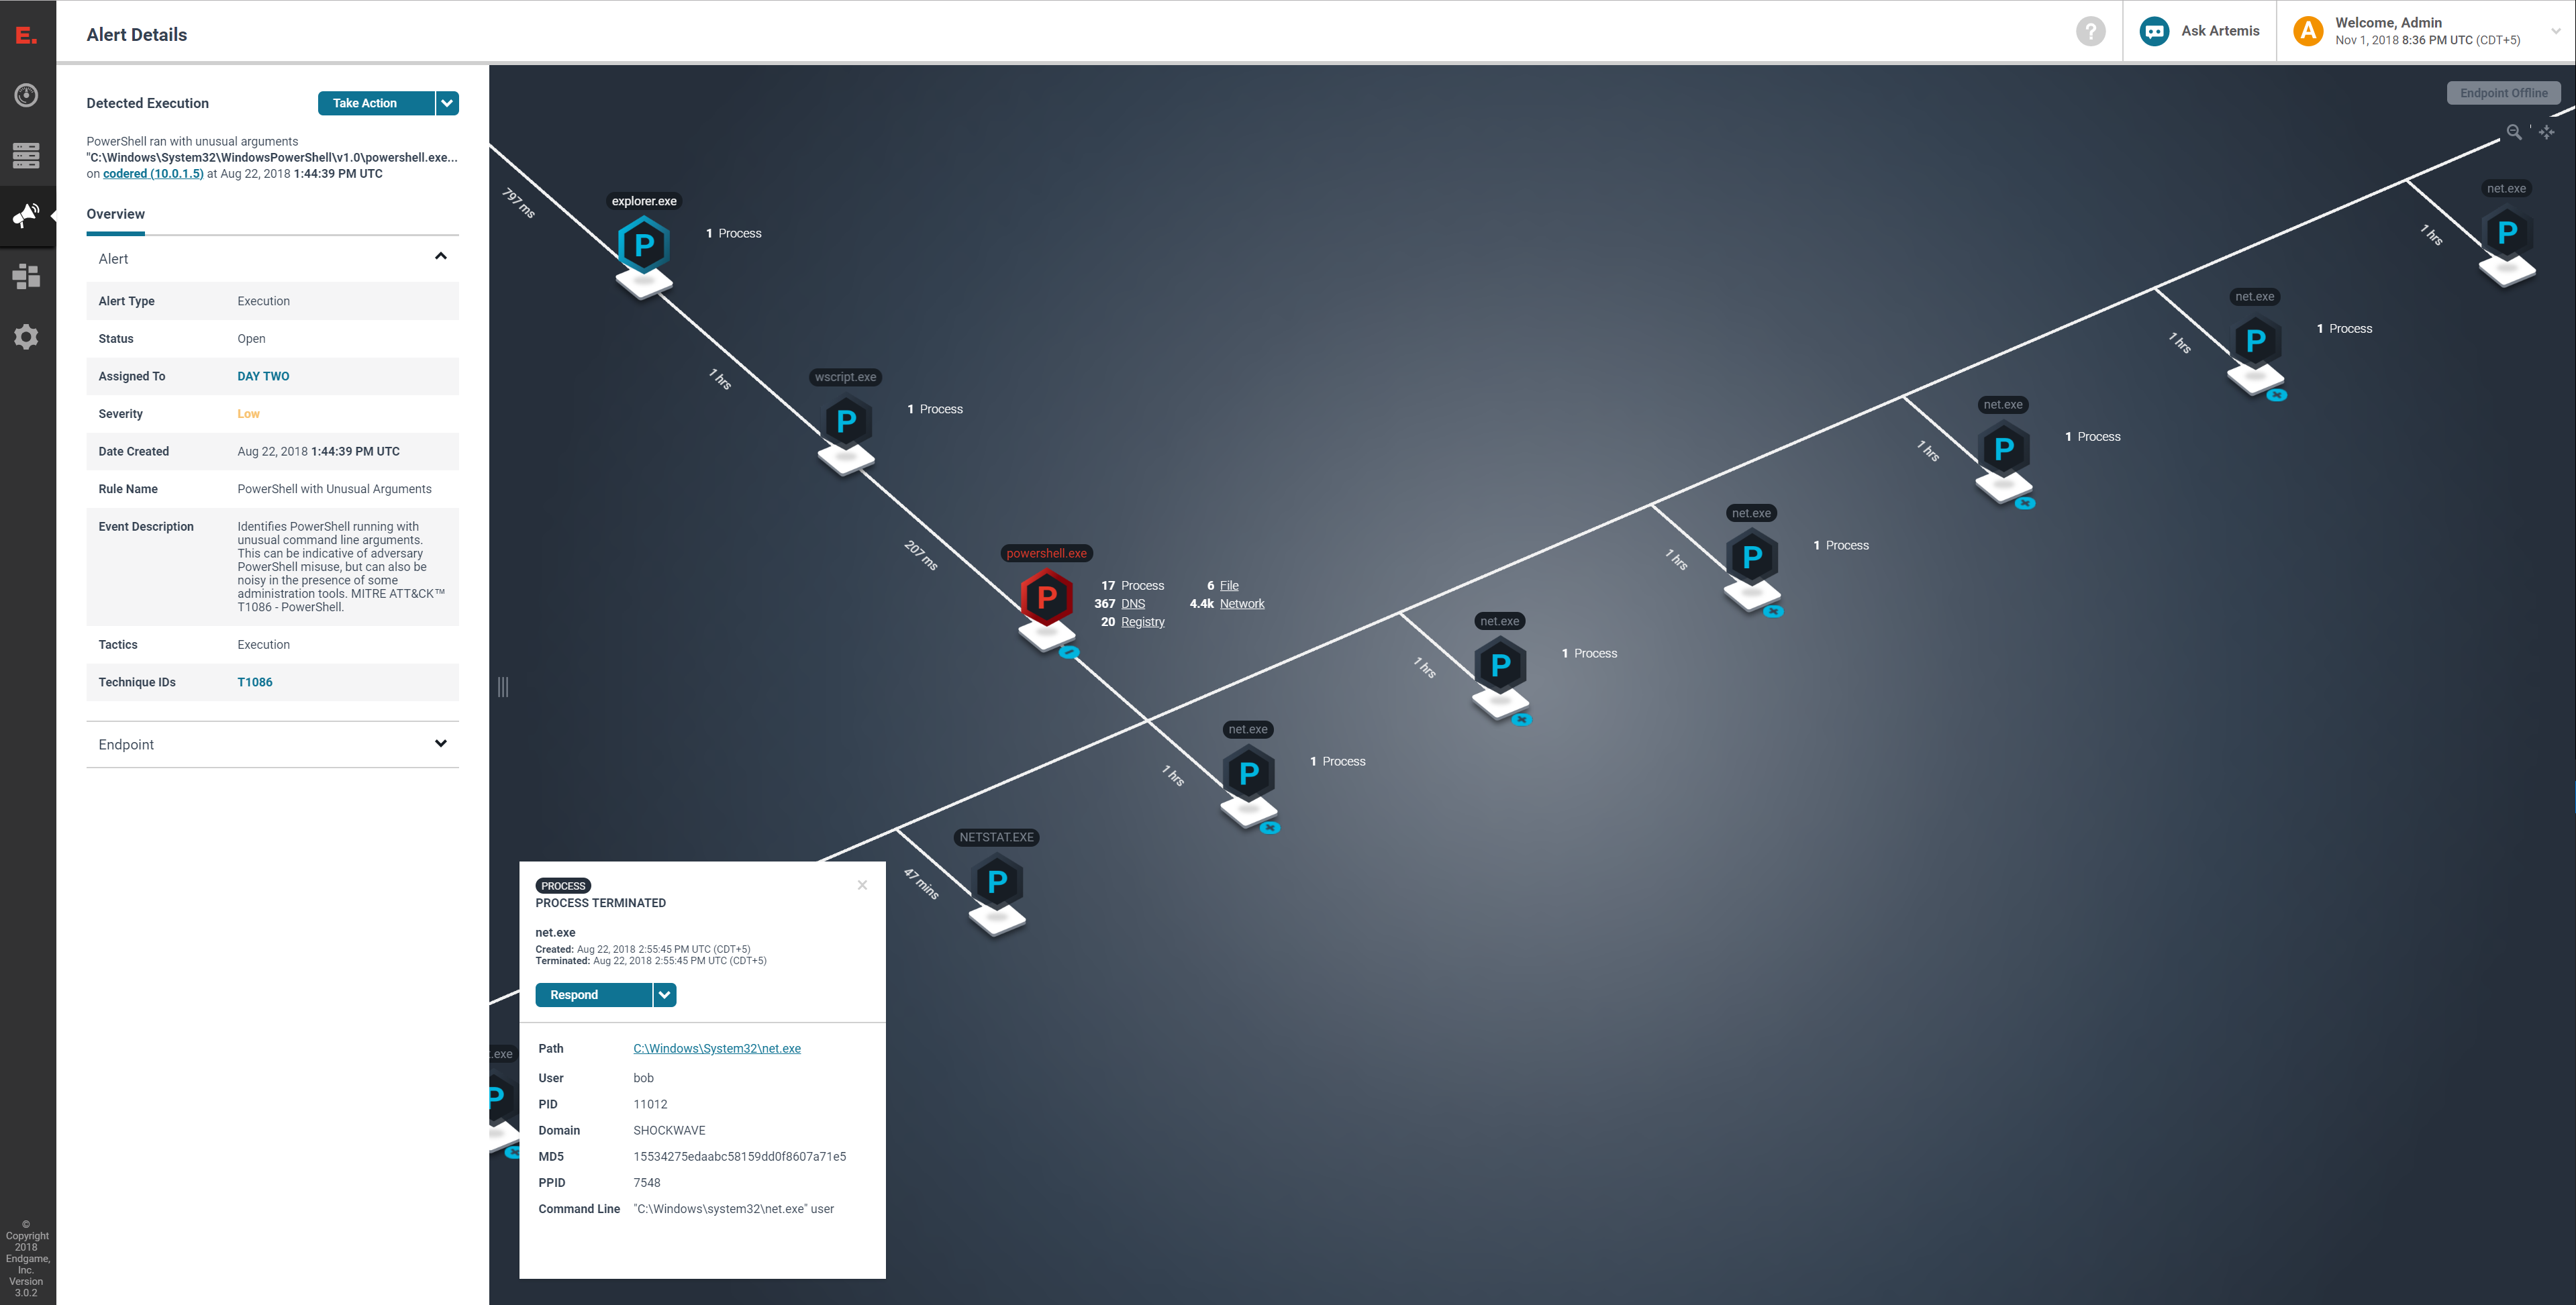 E.
Alert Details
?
Ask Artemis
A
Welcome, Admin
Nov 1, 2018 8:36 PM UTC (CDT+5)
Detected Execution
Take Action
PowerShell ran with unusual arguments
"C:\Windows\System32\WindowsPowerShell\v1.0\powershell.exe...
on codered (10.0.1.5) at Aug 22, 2018 1:44:39 PM UTC
Overview
Alert
Alert Type Execution
Status Open
Assigned To DAY TWO
Severity Low
Date Created Aug 22, 2018 1:44:39 PM UTC
Rule Name PowerShell with Unusual Arguments
Event Description Identifies PowerShell running with
unusual command line arguments.
This can be indicative of adversary
PowerShell misuse, but can also be
noisy in the presence of some
administration tools. MITRE ATT&CK™
T1086 - PowerShell.
Tactics Execution
Technique IDs T1086
Endpoint
© Copyright
2018
Endgame,
Inc.
Version
3.0.2
Endpoint Offline
797 ms
explorer.exe
P
1 Process
1 hrs
wscript.exe
P
1 Process
207 ms
powershell.exe
P
17 Process 6 File
367 DNS 4.4k Network
20 Registry
net.exe
P
1 hrs
net.exe
P
1 Process
1 hrs
net.exe
P
1 Process
1 hrs
net.exe
P
1 Process
1 hrs
net.exe
P
1 Process
1 hrs
net.exe
P
1 Process
1 hrs
NETSTAT.EXE
P
47 mins
.exe
P
PROCESS
PROCESS TERMINATED
net.exe
Created: Aug 22, 2018 2:55:45 PM UTC (CDT+5)
Terminated: Aug 22, 2018 2:55:45 PM UTC (CDT+5)
Respond
Path C:\Windows\System32\net.exe
User bob
PID 11012
Domain SHOCKWAVE
MD5 15534275edaabc58159dd0f8607a71e5
PPID 7548
Command Line "C:\Windows\system32\net.exe" user